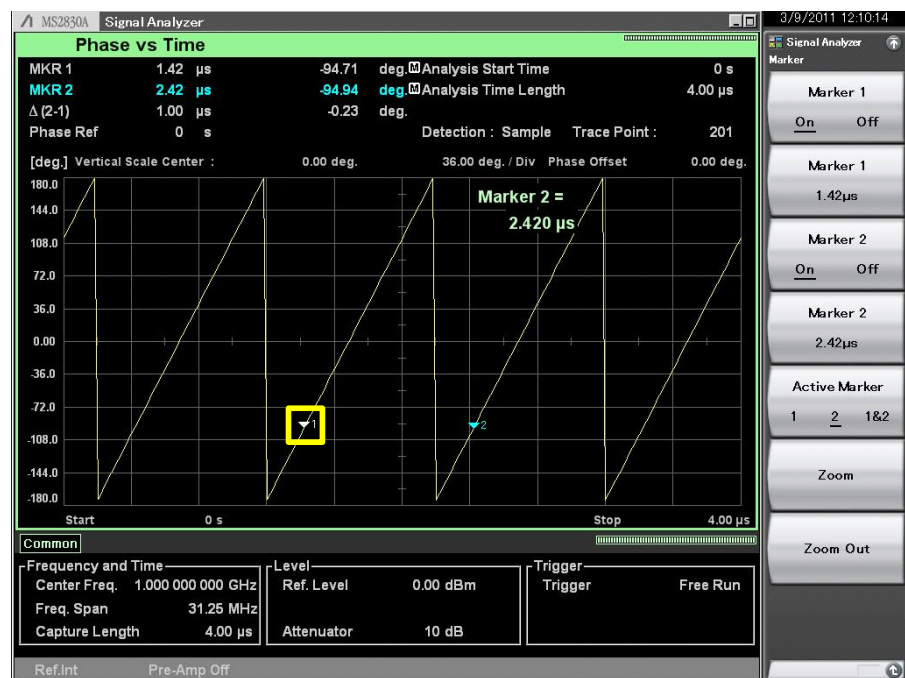 MS2830A Signal Analyzer
3/9/2011 12:10:14
Phase vs Time
MKR 1 1.42 µs -94.71 deg. M Analysis Start Time 0 s
MKR 2 2.42 µs -94.94 deg. M Analysis Time Length 4.00 µs
Δ (2-1) 1.00 µs -0.23 deg.
Phase Ref 0 s Detection : Sample Trace Point : 201
[deg.] Vertical Scale Center : 0.00 deg. 36.00 deg. / Div Phase Offset 0.00 deg.
180.0
144.0
108.0
72.0
36.0
0.00
-36.0
-72.0
-108.0
-144.0
-180.0
Marker 2 =
2.420 µs
1
2
Start 0 s Stop 4.00 µs
Common
Frequency and Time
Center Freq. 1.000 000 000 GHz
Freq. Span 31.25 MHz
Capture Length 4.00 µs
Level
Ref. Level 0.00 dBm
Attenuator 10 dB
Trigger
Trigger Free Run
Ref.Int Pre-Amp Off
Signal Analyzer
Marker
Marker 1
On Off
Marker 1
1.42µs
Marker 2
On Off
Marker 2
2.42µs
Active Marker
1 2 1&2
Zoom
Zoom Out